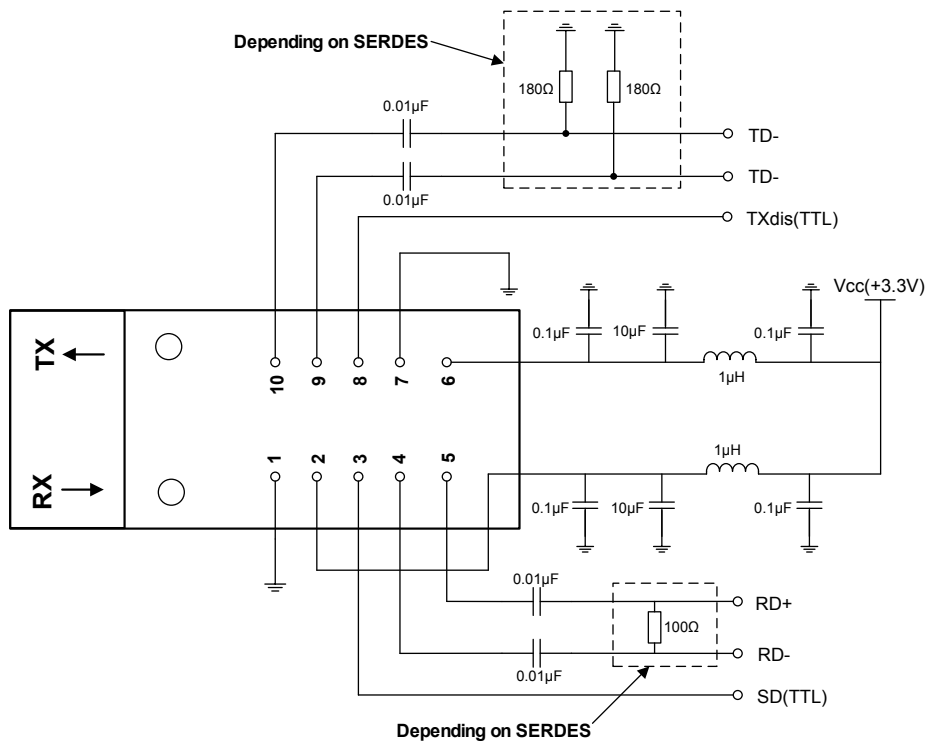 Depending on SERDES
180Ω
180Ω
0.01µF
TD-
0.01µF
TD-
TXdis(TTL)
Vcc(+3.3V)
0.1µF
10µF
0.1µF
1µH
TX
10
9
8
7
6
RX
1
2
3
4
5
1µH
0.1µF
10µF
0.1µF
0.01µF
RD+
100Ω
RD-
0.01µF
SD(TTL)
Depending on SERDES